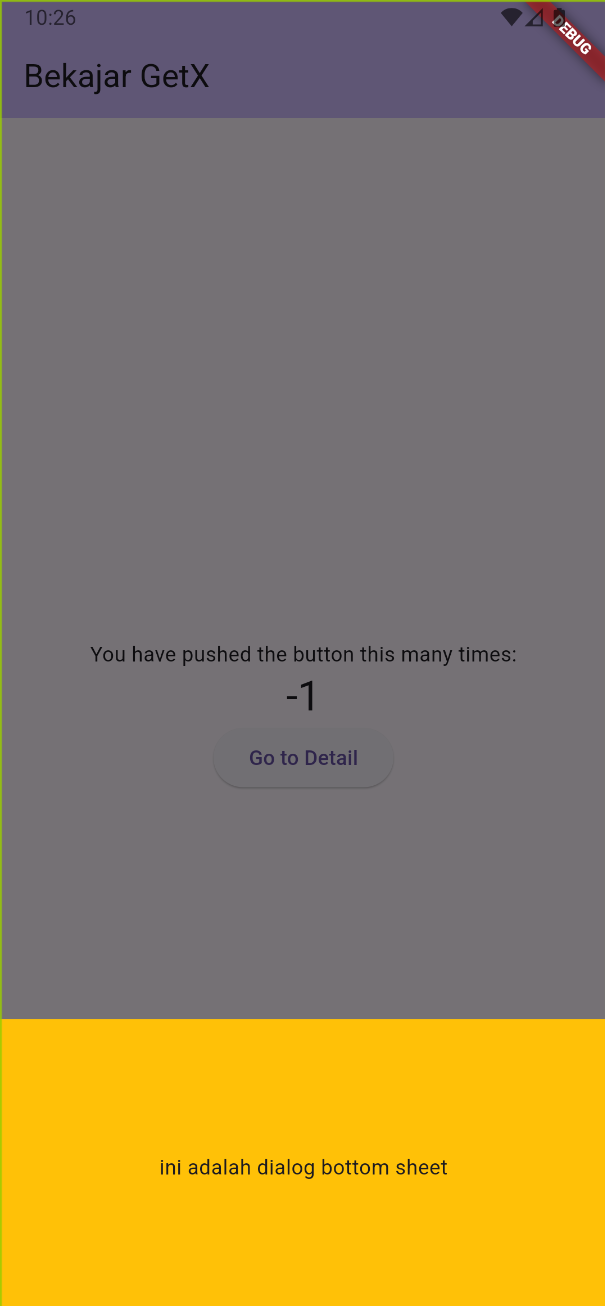 10:26
DEBUG
Bekajar GetX
You have pushed the button this many times:
-1
Go to Detail
ini adalah dialog bottom sheet